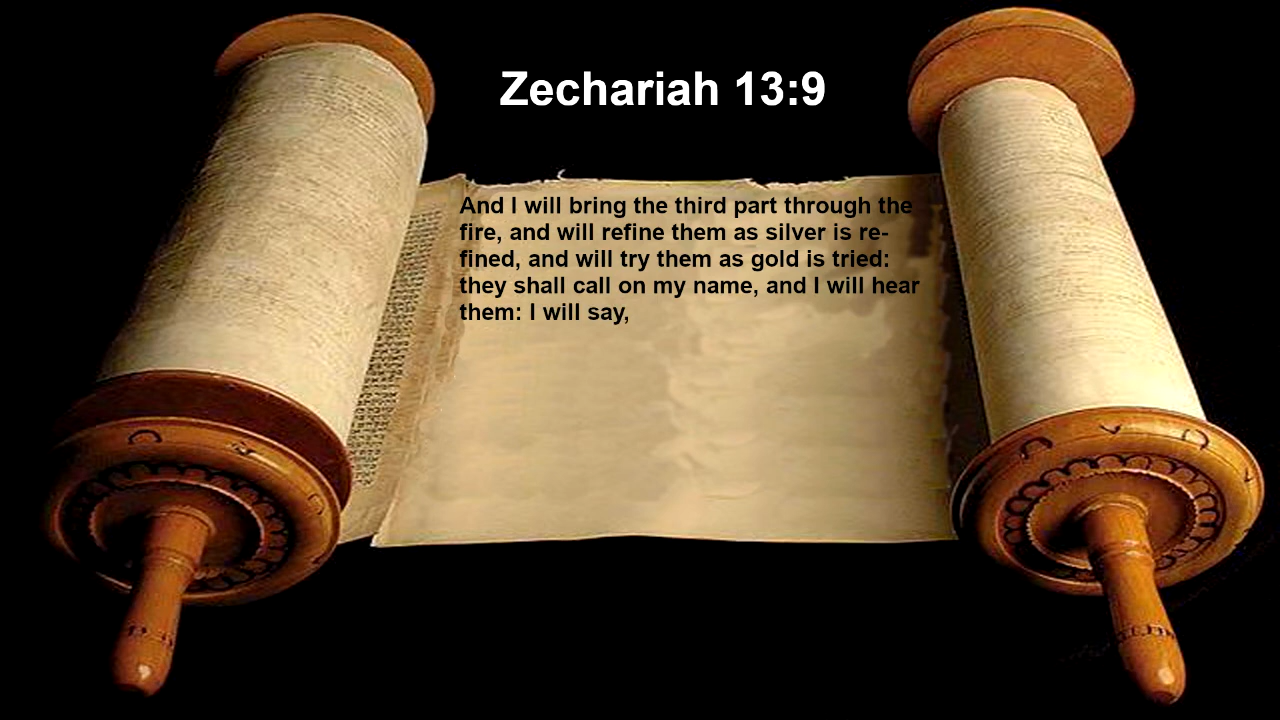 Zechariah 13:9
And I will bring the third part through the
fire, and will refine them as silver is re-
fined, and will try them as gold is tried:
they shall call on my name, and I will hear
them: I will say,